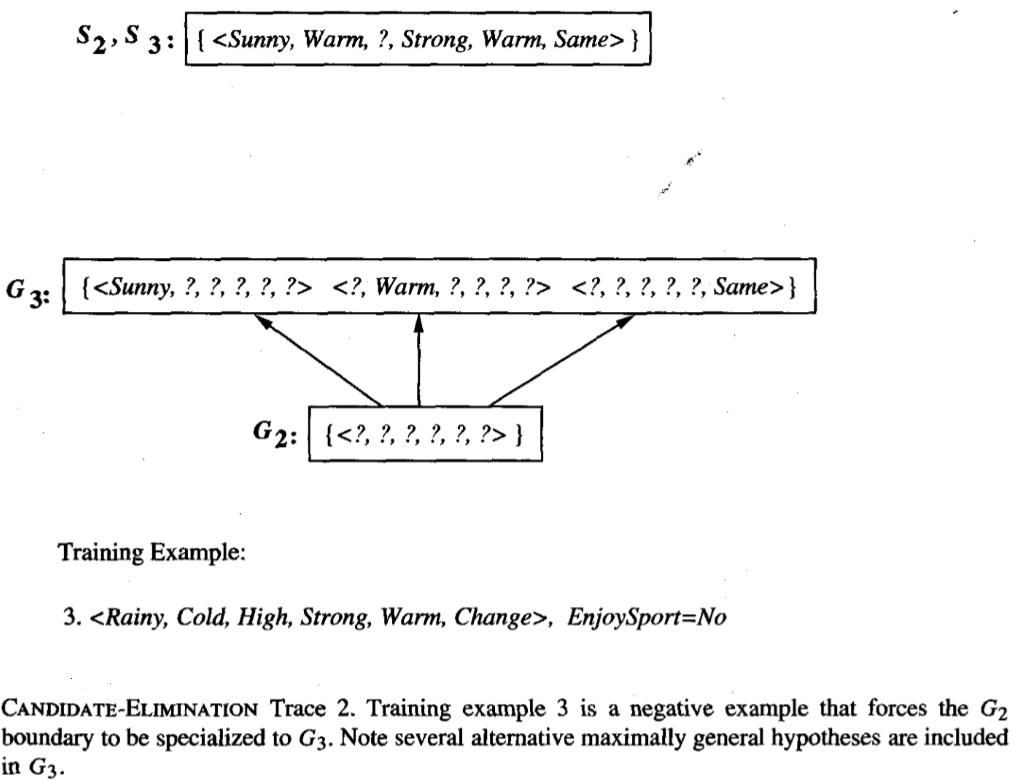 S2, S3: { <Sunny, Warm, ?, Strong, Warm, Same> }
G3: {<Sunny, ?, ?, ?, ?, ?> <?, Warm, ?, ?, ?, ?> <?, ?, ?, ?, ?, Same>}
G2: {<?, ?, ?, ?, ?, ?> }
Training Example:
3. <Rainy, Cold, High, Strong, Warm, Change>, EnjoySport=No
CANDIDATE-ELIMINATION Trace 2. Training example 3 is a negative example that forces the G2
boundary to be specialized to G3. Note several alternative maximally general hypotheses are included
in G3.